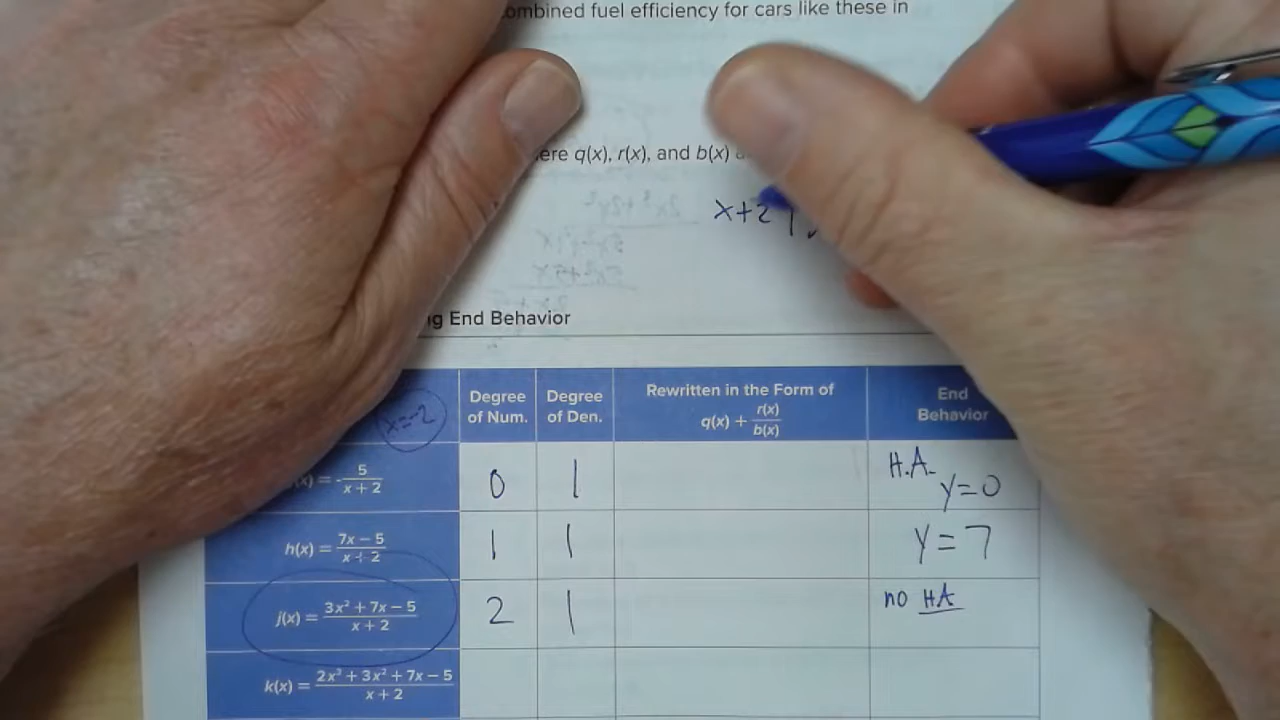 ombined fuel efficiency for cars like these in
ere q(x), r(x), and b(x)
x+2
ng End Behavior
x=-2
Degree of Num.
Degree of Den.
Rewritten in the Form of q(x) + r(x)/b(x)
End Behavior
(x) = -5/(x + 2)
0
1
H.A. y=0
h(x) = (7x − 5)/(x + 2)
1
1
y=7
j(x) = (3x² + 7x − 5)/(x + 2)
2
1
no HA
k(x) = (2x³ + 3x² + 7x − 5)/(x + 2)